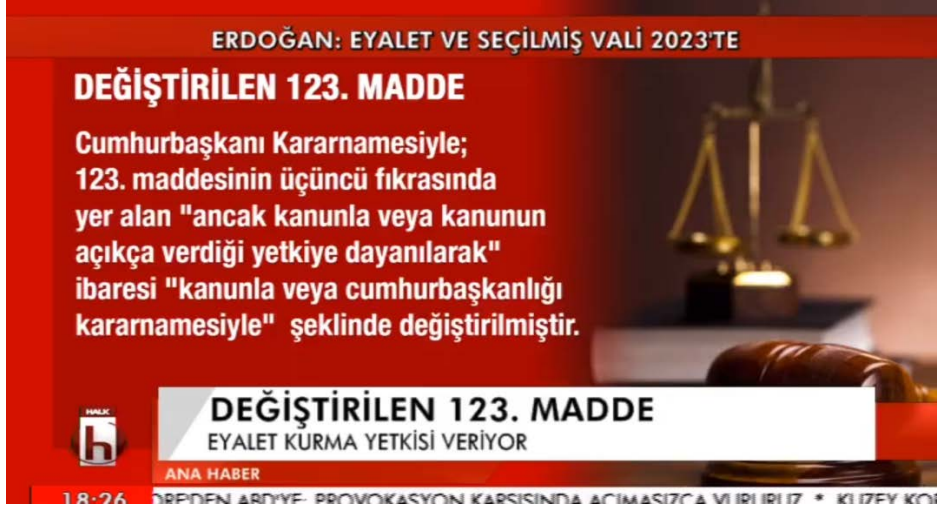 ERDOĞAN: EYALET VE SEÇİLMİŞ VALİ 2023'TE
DEĞİŞTİRİLEN 123. MADDE
Cumhurbaşkanı Kararnamesiyle;
123. maddesinin üçüncü fıkrasında
yer alan "ancak kanunla veya kanunun
açıkça verdiği yetkiye dayanılarak"
ibaresi "kanunla veya cumhurbaşkanlığı
kararnamesiyle" şeklinde değiştirilmiştir.
HALK
h
DEĞİŞTİRİLEN 123. MADDE
EYALET KURMA YETKİSİ VERİYOR
ANA HABER
18:26 ABD'YE: PROVOKASYON KARŞISINDA ACIMASIZCA VURURUZ * KUZEY